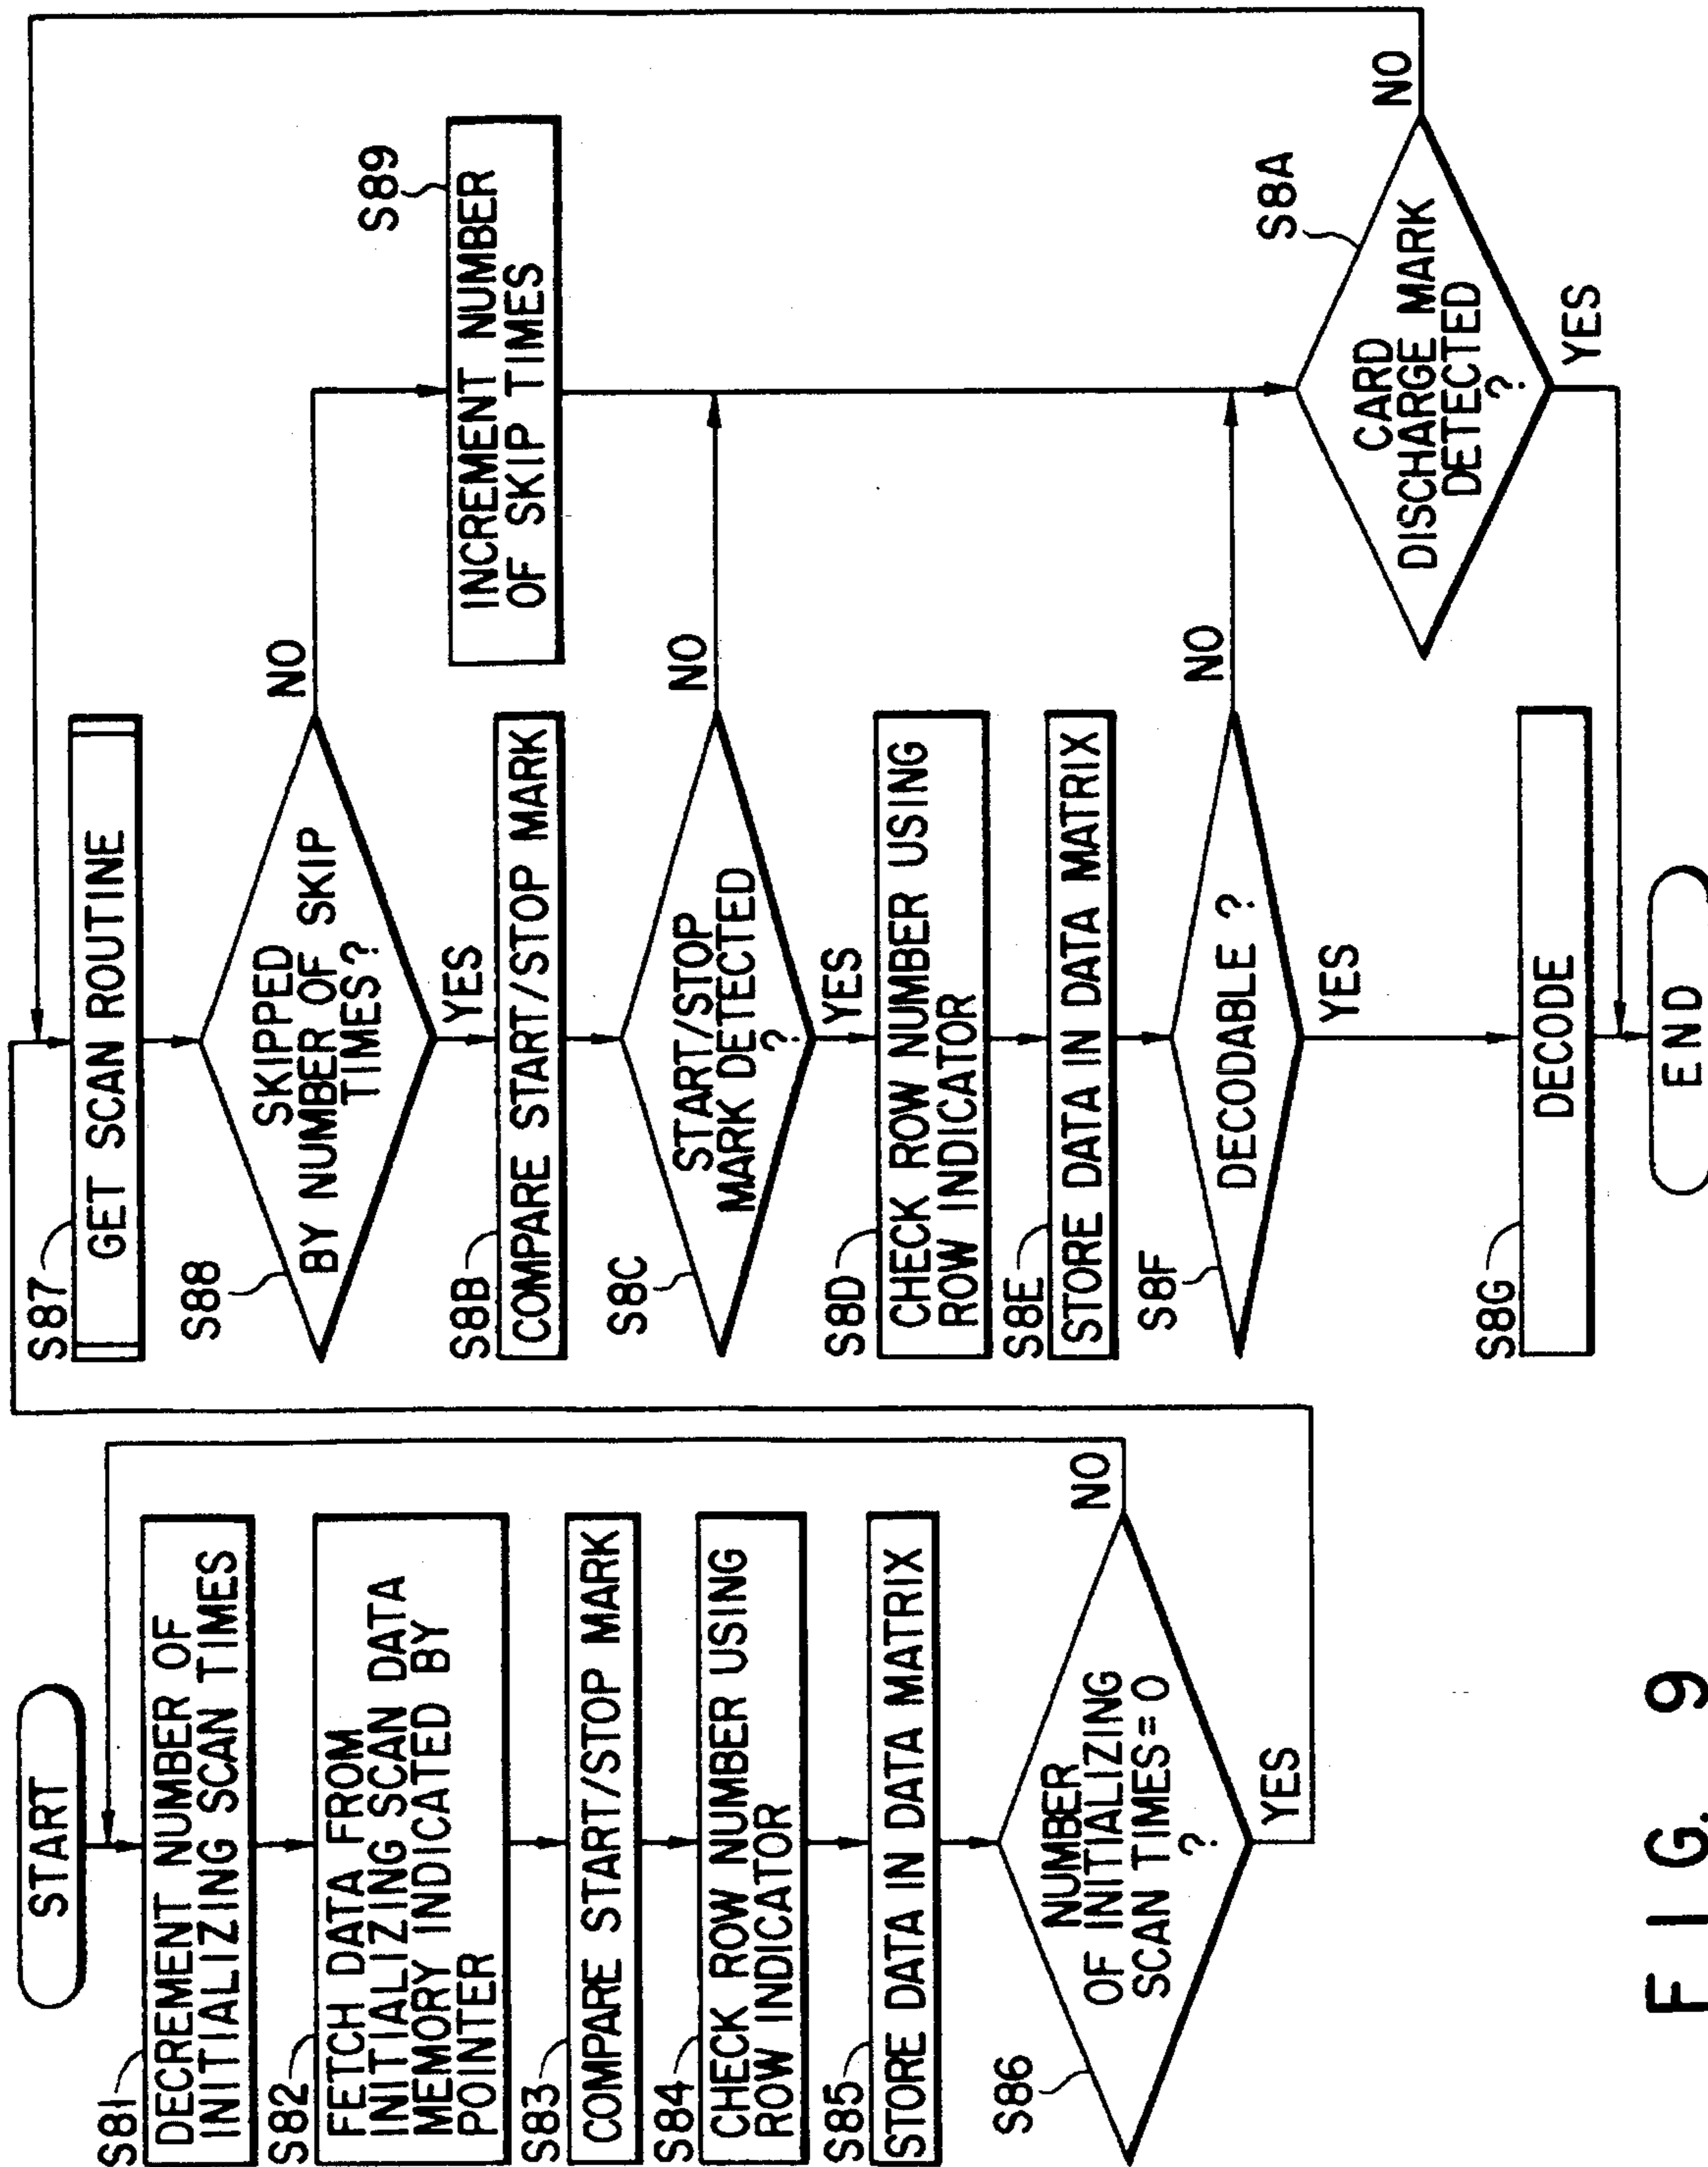 START
S81
DECREMENT NUMBER OF
INITIALIZING SCAN TIMES
S82
FETCH DATA FROM
INITIALIZING SCAN DATA
MEMORY INDICATED BY
POINTER
S83
COMPARE START/STOP MARK
S84
CHECK ROW NUMBER USING
ROW INDICATOR
S85
STORE DATA IN DATA MATRIX
S86
NUMBER
OF INITIALIZING
SCAN TIMES=0
?
NO
YES
S87
GET SCAN ROUTINE
S88
SKIPPED
BY NUMBER OF SKIP
TIMES?
NO
YES
S89
INCREMENT NUMBER
OF SKIP TIMES
S8B
COMPARE START/STOP MARK
S8C
START/STOP
MARK DETECTED
?
NO
YES
S8D
CHECK ROW NUMBER USING
ROW INDICATOR
S8E
STORE DATA IN DATA MATRIX
S8F
DECODABLE ?
NO
YES
S8A
CARD
DISCHARGE MARK
DETECTED
?
NO
YES
S8G
DECODE
END
FIG. 9